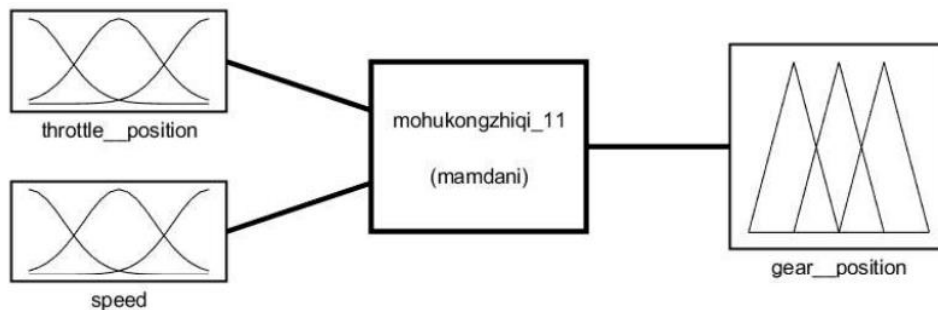 throttle__position
speed
mohukongzhiqi_11
(mamdani)
gear__position